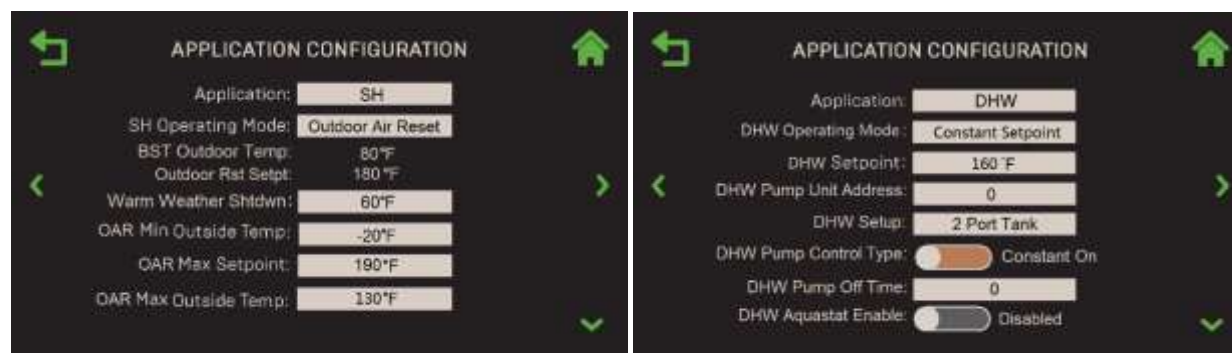 APPLICATION CONFIGURATION
Application: SH
SH Operating Mode: Outdoor Air Reset
BST Outdoor Temp: 80°F
Outdoor Rst Setpt: 180 °F
Warm Weather Shtdwn: 60°F
OAR Min Outside Temp: -20°F
OAR Max Setpoint: 190°F
OAR Max Outside Temp: 130°F
APPLICATION CONFIGURATION
Application: DHW
DHW Operating Mode: Constant Setpoint
DHW Setpoint: 160 °F
DHW Pump Unit Address: 0
DHW Setup: 2 Port Tank
DHW Pump Control Type: Constant On
DHW Pump Off Time: 0
DHW Aquastat Enable: Disabled